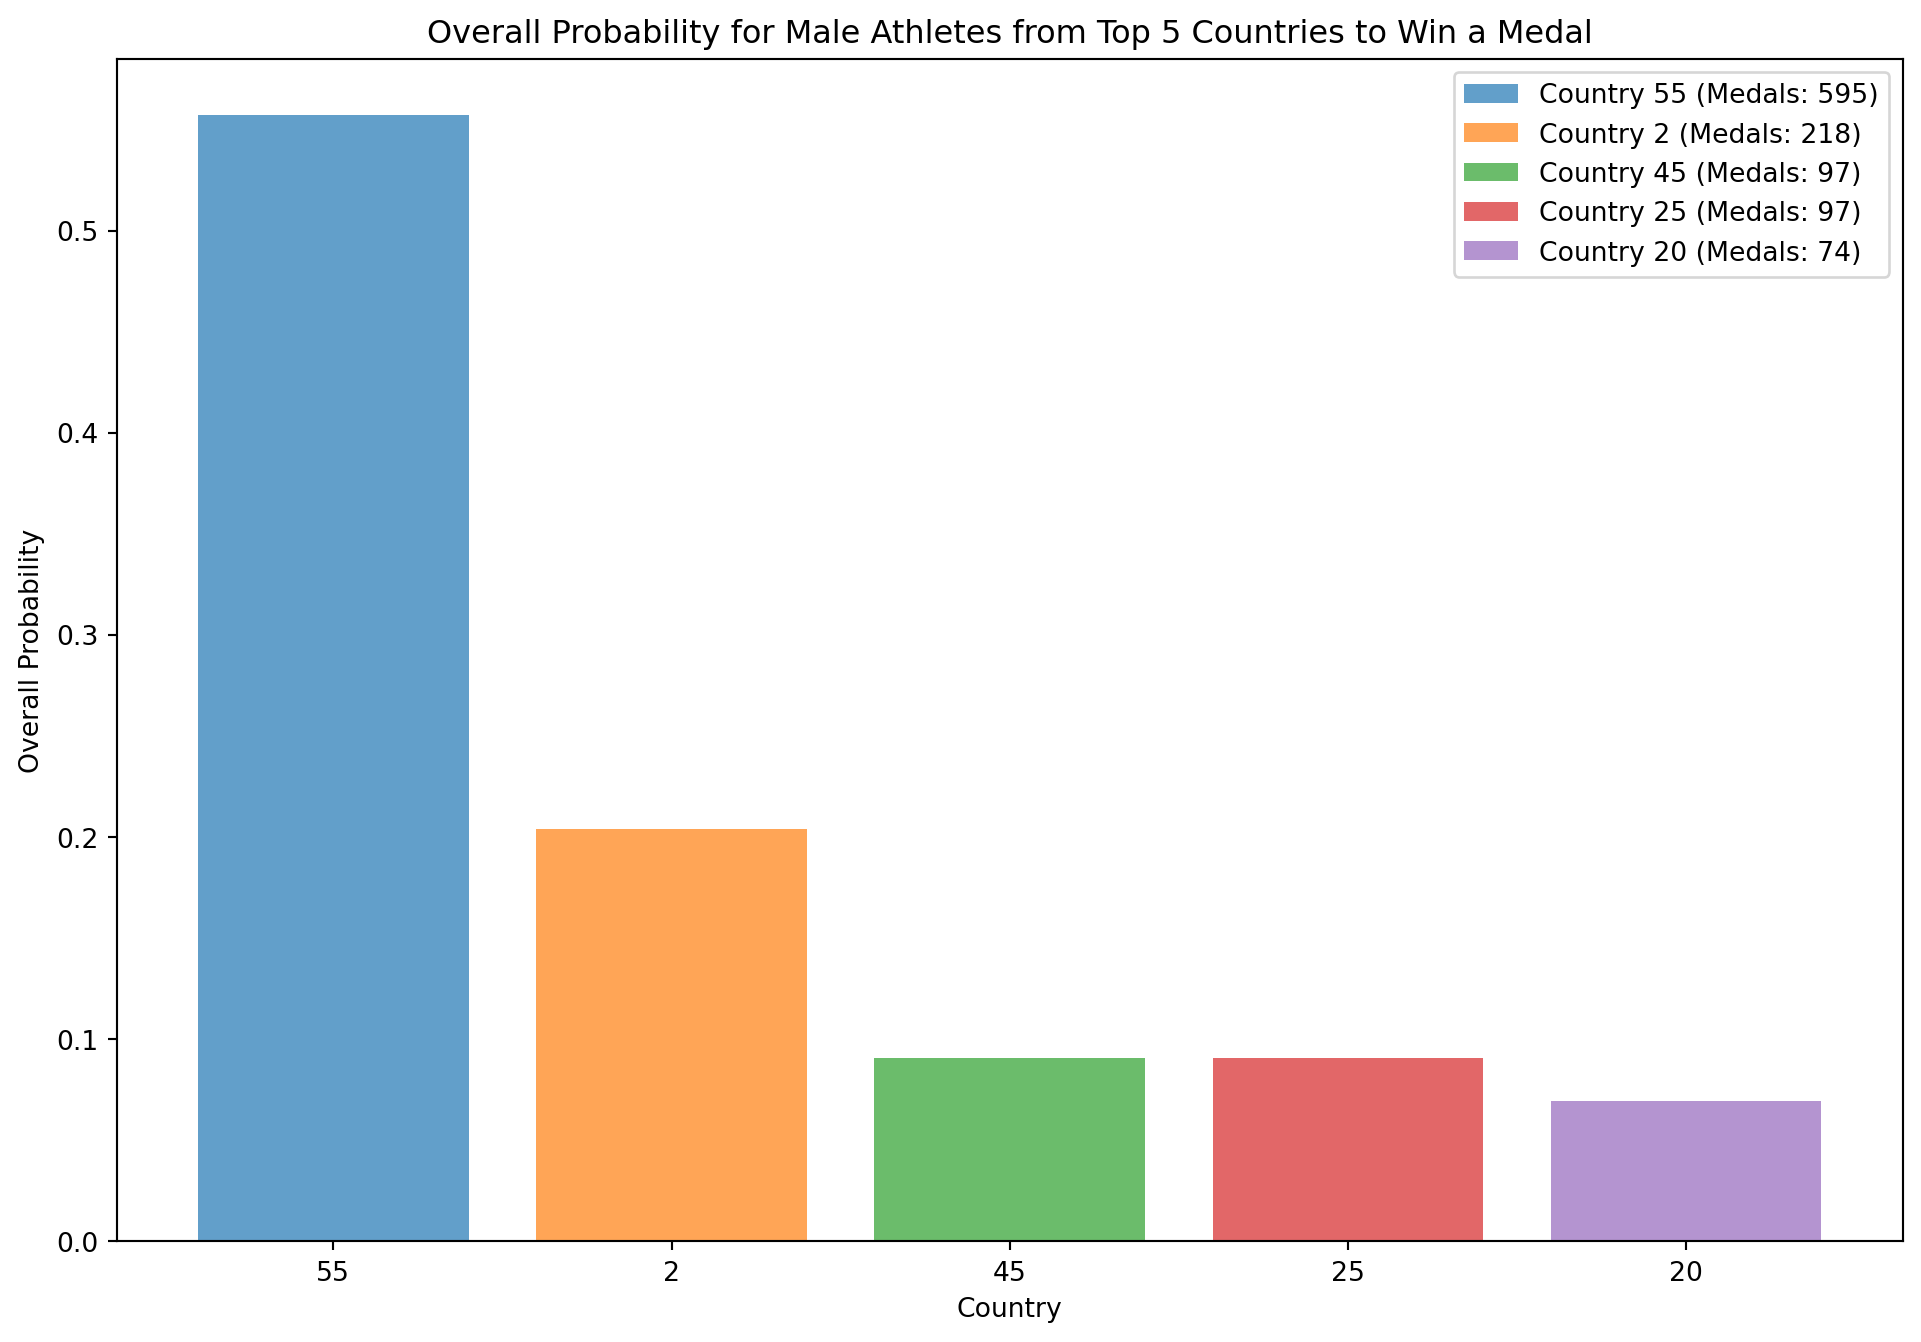 Overall Probability for Male Athletes from Top 5 Countries to Win a Medal
Country 55 (Medals: 595)
Country 2 (Medals: 218)
Country 45 (Medals: 97)
Country 25 (Medals: 97)
Country 20 (Medals: 74)
Overall Probability
0.5
0.4
0.3
0.2
0.1
0.0
55
2
45
25
20
Country